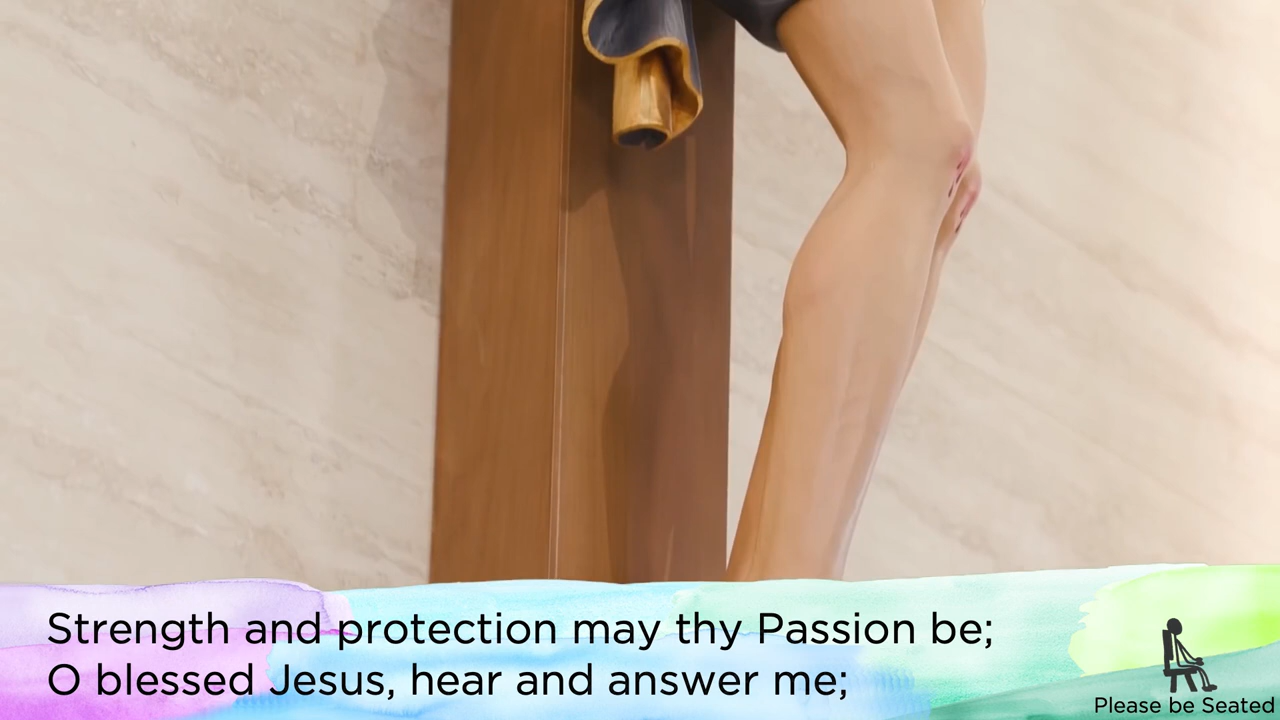 Strength and protection may thy Passion be;
O blessed Jesus, hear and answer me;
Please be Seated